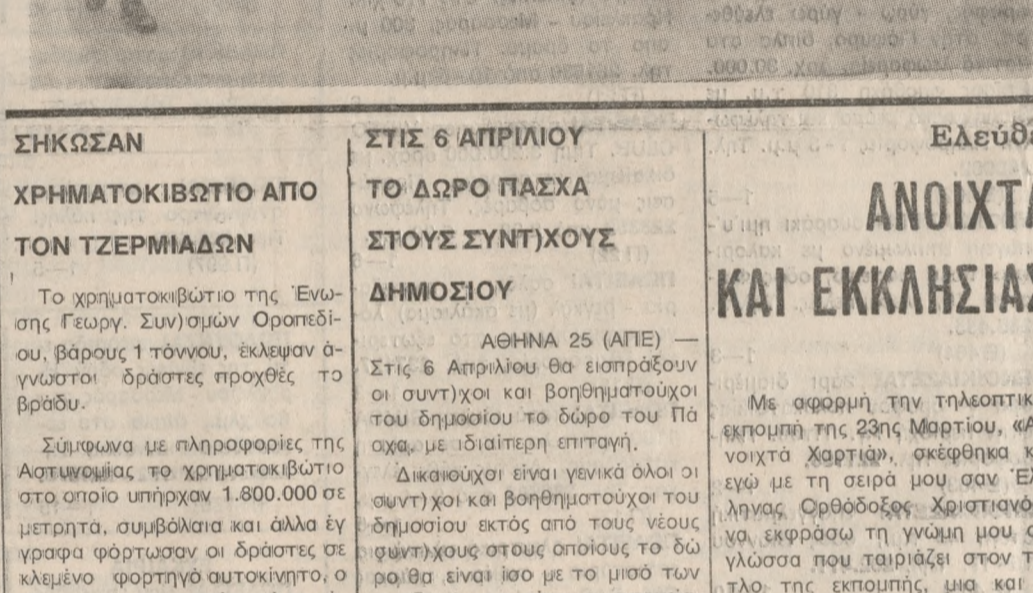 ΣΗΚΩΣΑΝ
ΧΡΗΜΑΤΟΚΙΒΩΤΙΟ ΑΠΟ
ΤΟΝ ΤΖΕΡΜΙΑΔΩΝ
Το χρηματοκιβώτιο της Ένω-
σης Γεωργ. Συν)σμών Οροπεδί-
ου, βάρους 1 τόννου, έκλεψαν ά-
γνωστοι δράστες προχθές το
βράδυ.
Σύμφωνα με πληροφορίες της
Αστυνομίας το χρηματοκιβώτιο
στο οποίο υπήρχαν 1.800.000 σε
μετρητά, συμβόλαια και άλλα έγ
γραφα φόρτωσαν οι δράστες σε
κλεμένο φορτηγό αυτοκίνητο, ο
ΣΤΙΣ 6 ΑΠΡΙΛΙΟΥ
ΤΟ ΔΩΡΟ ΠΑΣΧΑ
ΣΤΟΥΣ ΣΥΝΤ)ΧΟΥΣ
ΔΗΜΟΣΙΟΥ
ΑΘΗΝΑ 25 (ΑΠΕ) —
Στις 6 Απριλίου θα εισπράξουν
οι συντ)χοι και βοηθηματούχοι
του δημοσίου το δώρο του Πά
σχα, με ιδιαίτερη επιταγή.
Δικαιούχοι είναι γενικά όλοι οι
συντ)χοι και βοηθηματούχοι του
δημοσίου εκτός από τους νέους
συντ)χους στους οποίους το δώ
ρο θα είναι ίσο με το μισό των
Ελεύθε
ΑΝΟΙΧΤΑ
ΚΑΙ ΕΚΚΛΗΣΙΑΣ
Με αφορμή την τηλεοπτικ
εκπομπή της 23ης Μαρτίου, «Α
νοιχτά Χαρτιά», σκέφθηκα κ
εγώ με τη σειρά μου σαν Έλ
ληνας Ορθόδοξος Χριστιανό
να εκφράσω τη γνώμη μου.
γλώσσα που ταιριάζει στον Τ
τλο της εκπομπής, μια και